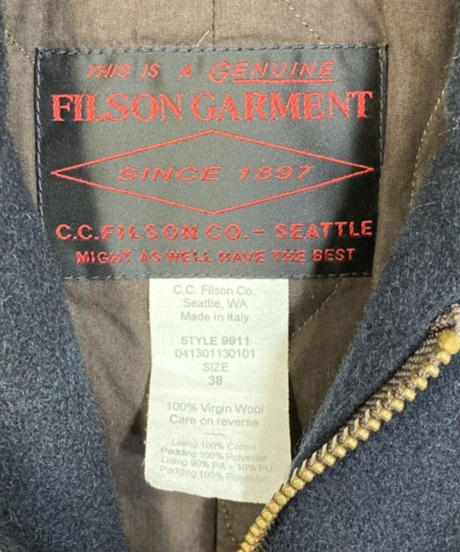 THIS IS A GENUINE
FILSON GARMENT
SINCE 1897
C.C.FILSON CO.- SEATTLE
MIGHT AS WELL HAVE THE BEST
C.C. Filson Co.
Seattle, WA
Made in Italy
STYLE 9911
041301130101
SIZE
38
100% Virgin Wool
Care on reverse
Lining 100% Cotton
Padding 100% Polyester
Lining 90% PA - 10% PU
Padding 100% Polyester